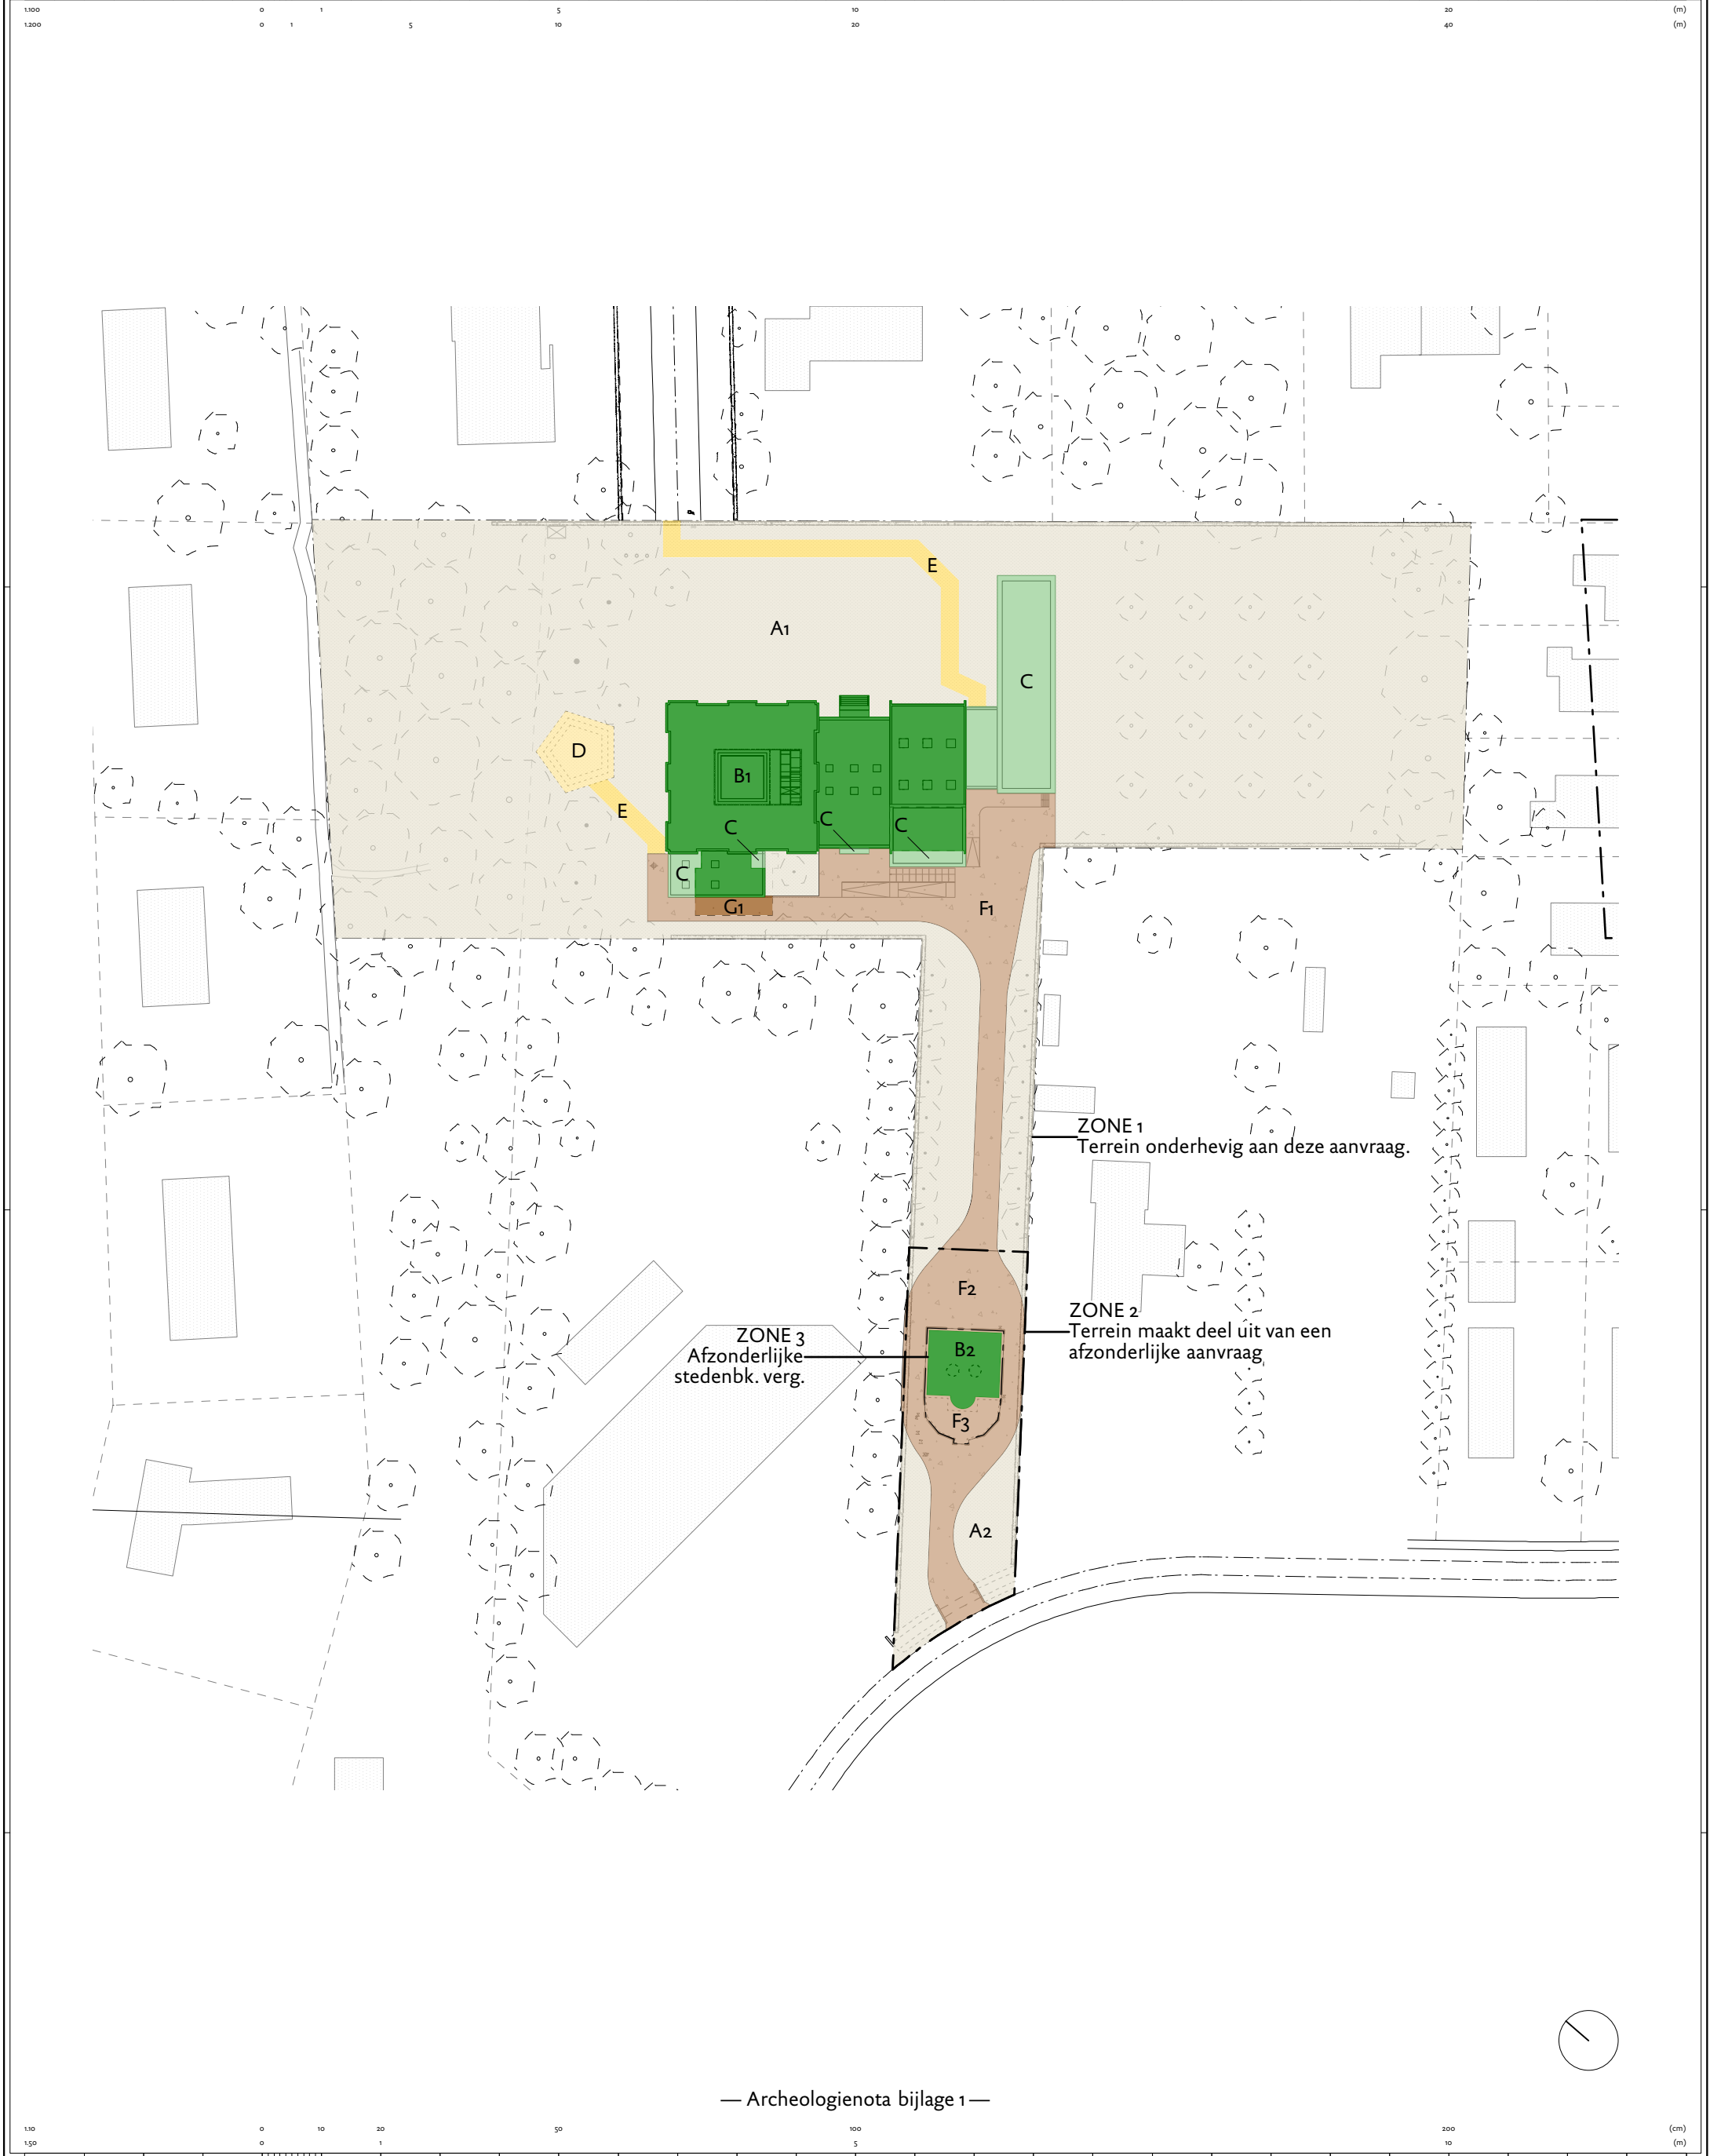 1.100 0 1 5 10 20 (m)
1.200 0 1 5 10 20 40 (m)
E
A1
C
D
B1
E
C
C
C
C
G1
F1
ZONE 1
Terrein onderhevig aan deze aanvraag.
F2
ZONE 2
Terrein maakt deel uit van een
afzonderlijke aanvraag
ZONE 3
Afzonderlijke
stedenbk. verg.
B2
F3
A2
— Archeologienota bijlage 1 —
1.10 0 10 20 50 100 200 (cm)
1.50 0 1 5 10 (m)